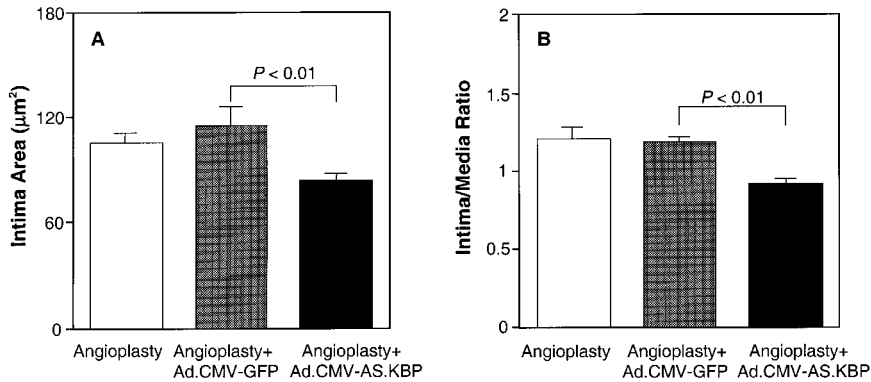 A
Intima Area (μm²)
180
120
60
0
P < 0.01
Angioplasty
Angioplasty+
Ad.CMV-GFP
Angioplasty+
Ad.CMV-AS.KBP
B
Intima/Media Ratio
2
1.5
1
0.5
0
P < 0.01
Angioplasty
Angioplasty+
Ad.CMV-GFP
Angioplasty+
Ad.CMV-AS.KBP